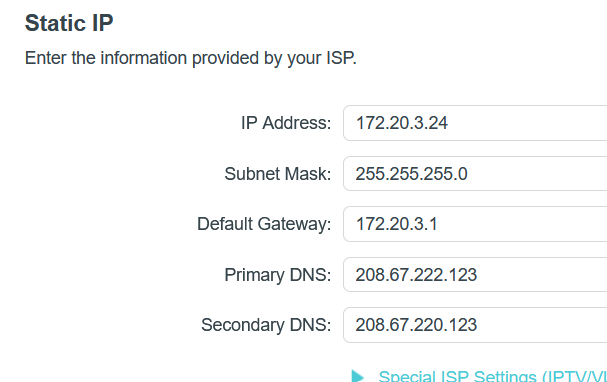 Static IP
Enter the information provided by your ISP.
IP Address: 172.20.3.24
Subnet Mask: 255.255.255.0
Default Gateway: 172.20.3.1
Primary DNS: 208.67.222.123
Secondary DNS: 208.67.220.123
Special ISP Settings (IPTV/